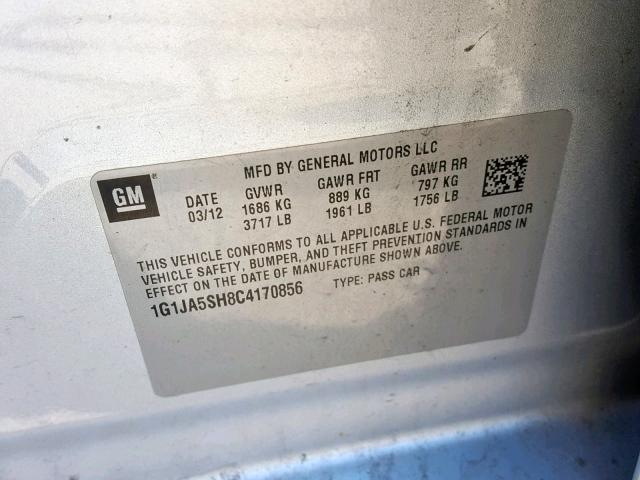 MFD BY GENERAL MOTORS LLC
GM ®
DATE GVWR GAWR FRT GAWR RR
03/12 1686 KG 889 KG 797 KG
3717 LB 1961 LB 1756 LB
THIS VEHICLE CONFORMS TO ALL APPLICABLE U.S. FEDERAL MOTOR
VEHICLE SAFETY, BUMPER, AND THEFT PREVENTION STANDARDS IN
EFFECT ON THE DATE OF MANUFACTURE SHOWN ABOVE.
1G1JA5SH8C4170856 TYPE: PASS CAR